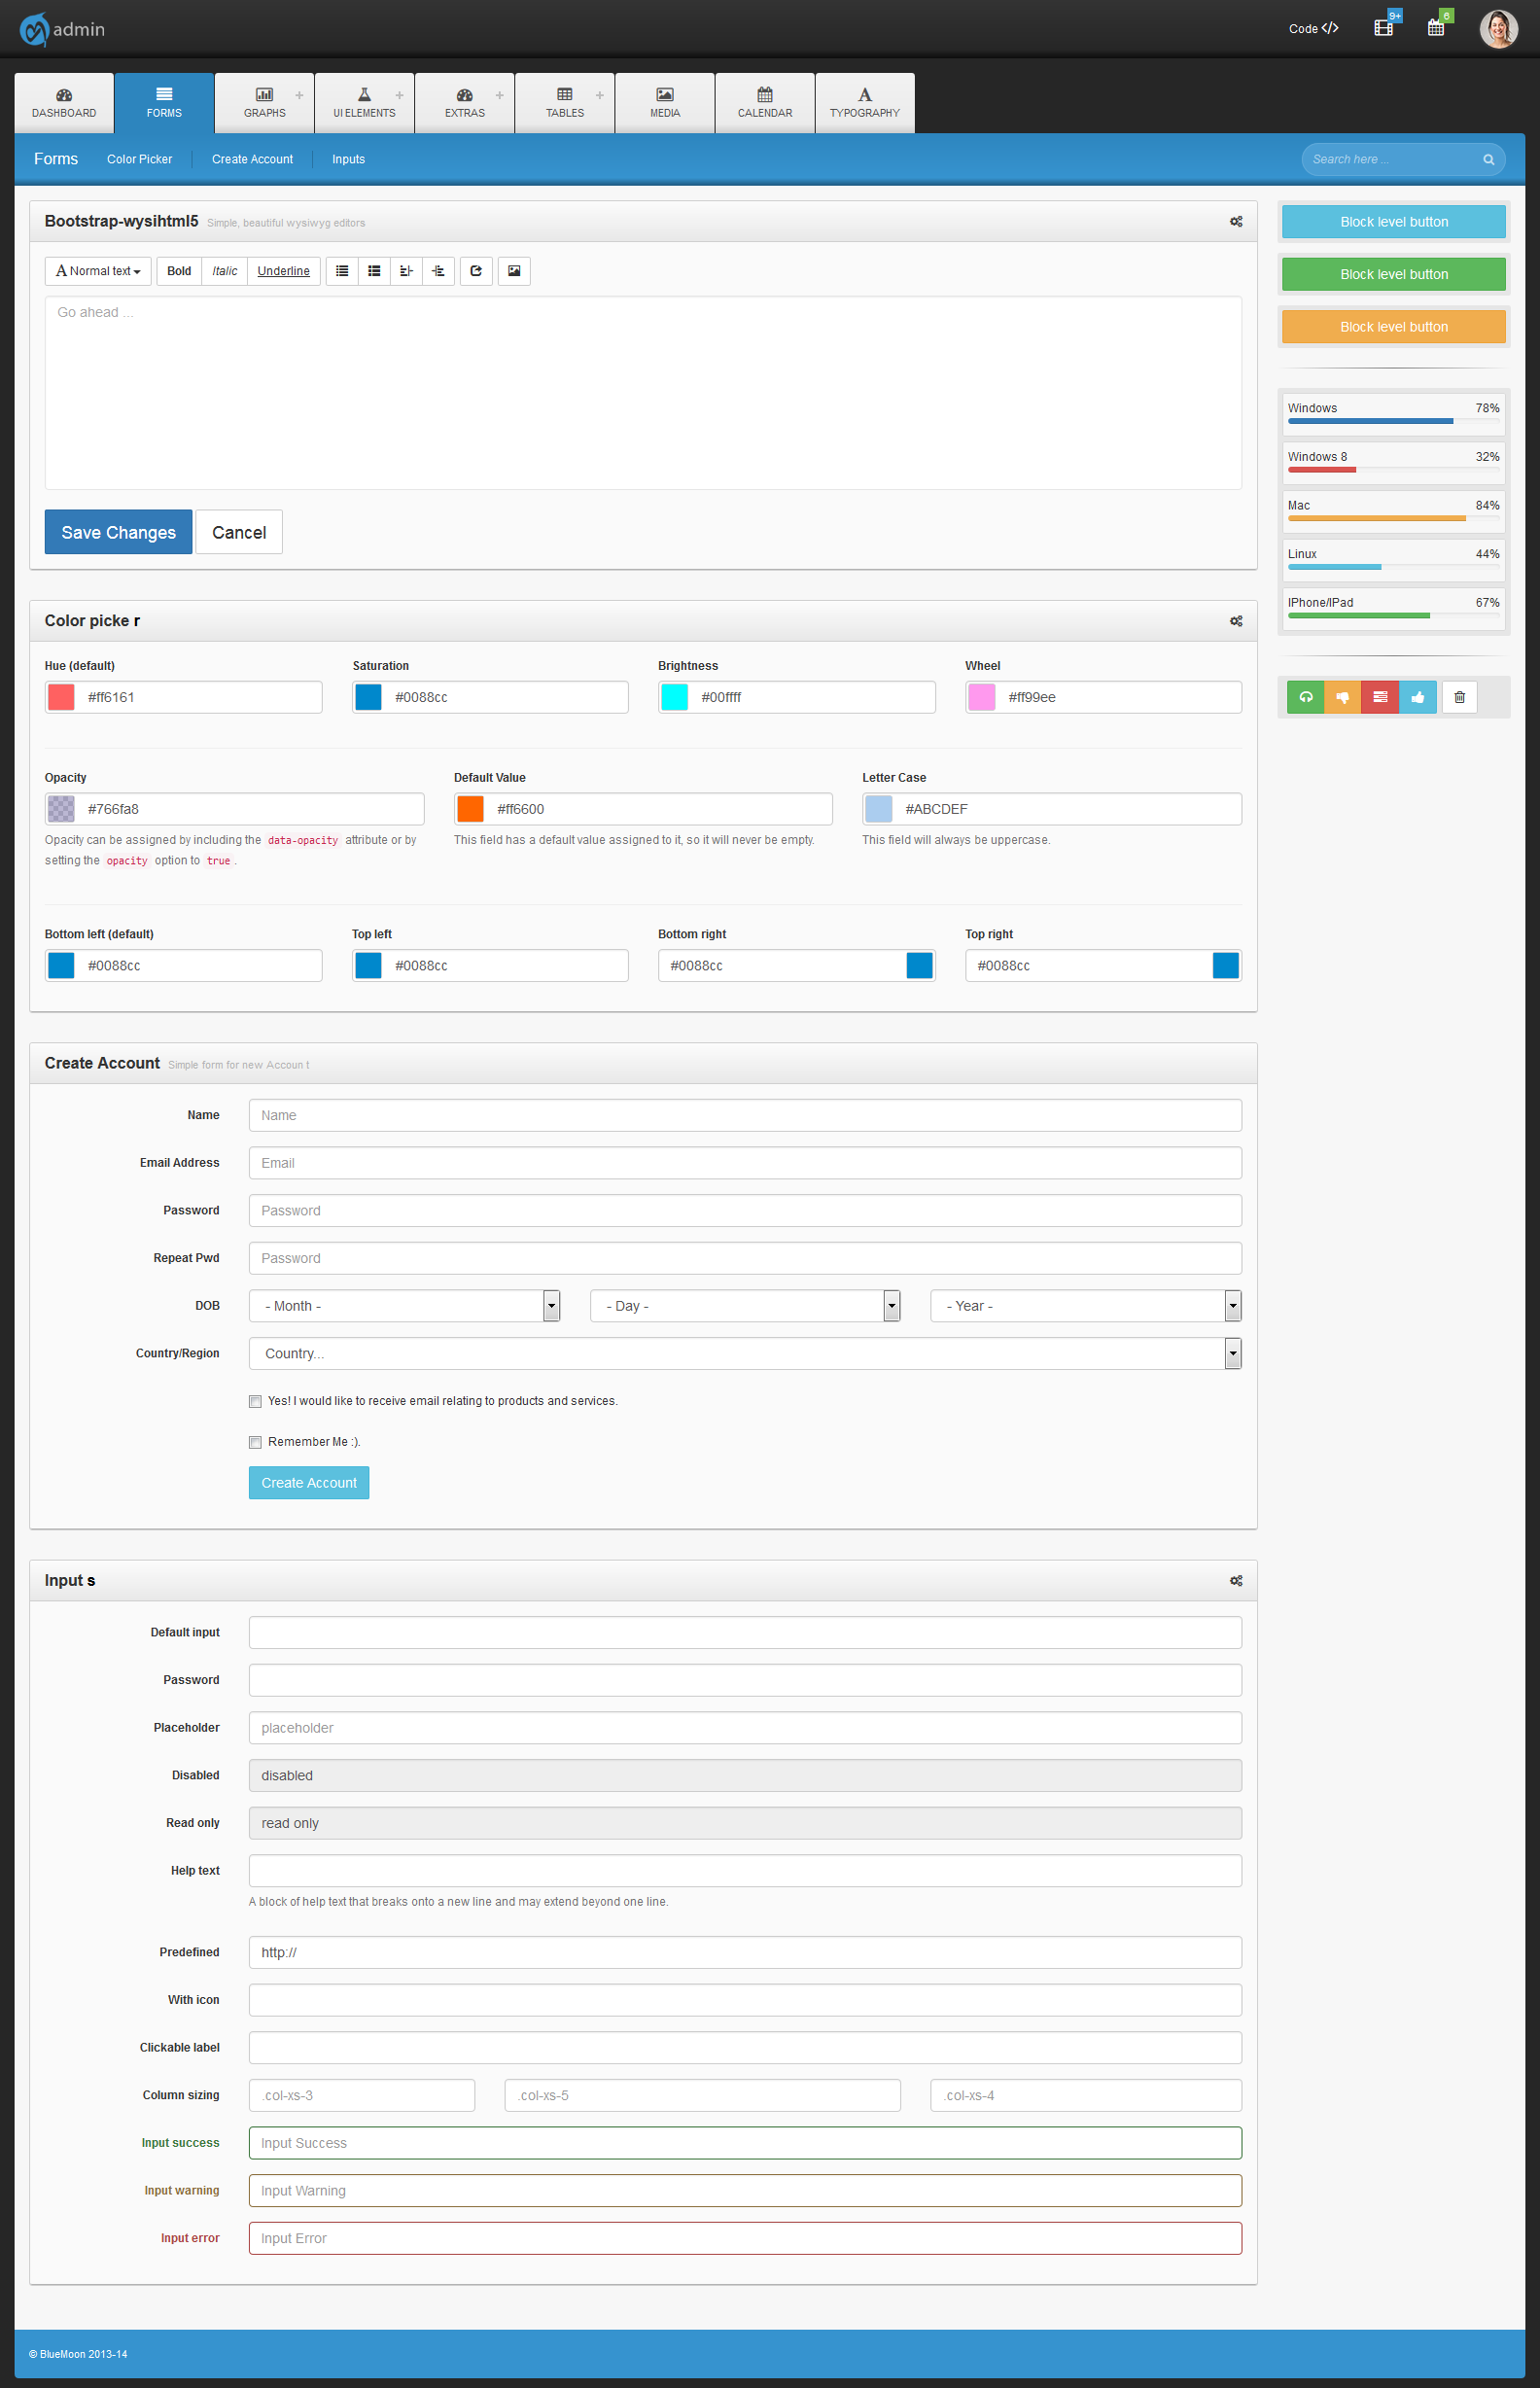 admin
Code
9+
6
DASHBOARD
FORMS
GRAPHS
UI ELEMENTS
EXTRAS
TABLES
MEDIA
CALENDAR
TYPOGRAPHY
Forms Color Picker Create Account Inputs
Search here ...
Bootstrap-wysihtml5 Simple, beautiful wysiwyg editors
Normal text Bold Italic Underline
Go ahead ...
Save Changes Cancel
Block level button
Block level button
Block level button
Windows 78%
Windows 8 32%
Mac 84%
Linux 44%
IPhone/IPad 67%
Color picke r
Hue (default) Saturation Brightness Wheel
#ff6161 #0088cc #00ffff #ff99ee
Opacity Default Value Letter Case
#766fa8 #ff6600 #ABCDEF
Opacity can be assigned by including the data-opacity attribute or by
setting the opacity option to true .
This field has a default value assigned to it, so it will never be empty.
This field will always be uppercase.
Bottom left (default) Top left Bottom right Top right
#0088cc #0088cc #0088cc #0088cc
Create Account Simple form for new Accoun t
Name Name
Email Address Email
Password Password
Repeat Pwd Password
DOB - Month - - Day - - Year -
Country/Region Country...
Yes! I would like to receive email relating to products and services.
Remember Me :).
Create Account
Input s
Default input
Password
Placeholder placeholder
Disabled disabled
Read only read only
Help text
A block of help text that breaks onto a new line and may extend beyond one line.
Predefined http://
With icon
Clickable label
Column sizing .col-xs-3 .col-xs-5 .col-xs-4
Input success Input Success
Input warning Input Warning
Input error Input Error
© BlueMoon 2013-14